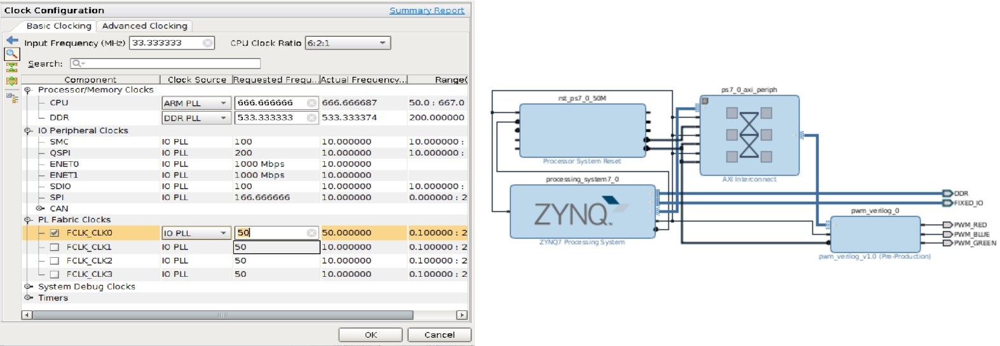 Clock Configuration Summary Report
Basic Clocking Advanced Clocking
Input Frequency (MHz) 33.333333 CPU Clock Ratio 6:2:1
Search:
Component Clock Source Requested Frequ... Actual Frequency... Range(
Processor/Memory Clocks
CPU ARM PLL 666.666666 666.666687 50.0 : 667.0
DDR DDR PLL 533.333333 533.333374 200.000000
IO Peripheral Clocks
SMC IO PLL 100 10.000000 10.000000 :
QSPI IO PLL 200 10.000000 10.000000 :
ENET0 IO PLL 1000 Mbps 10.000000
ENET1 IO PLL 1000 Mbps 10.000000
SDIO IO PLL 100 10.000000 10.000000 :
SPI IO PLL 166.666666 10.000000 0.000000 : 2
CAN
PL Fabric Clocks
FCLK_CLK0 IO PLL 50 50.000000 0.100000 : 2
FCLK_CLK1 IO PLL 50 10.000000 0.100000 : 2
FCLK_CLK2 IO PLL 50 10.000000 0.100000 : 2
FCLK_CLK3 IO PLL 50 10.000000 0.100000 : 2
System Debug Clocks
Timers
OK Cancel
rst_ps7_0_50M
Processor System Reset
ps7_0_axi_periph
AXI Interconnect
processing_system7_0
ZYNQ
ZYNQ7 Processing System
DDR
FIXED_IO
pwm_verilog_0
PWM_RED
PWM_BLUE
PWM_GREEN
pwm_verilog_v1.0 (Pre-Production)